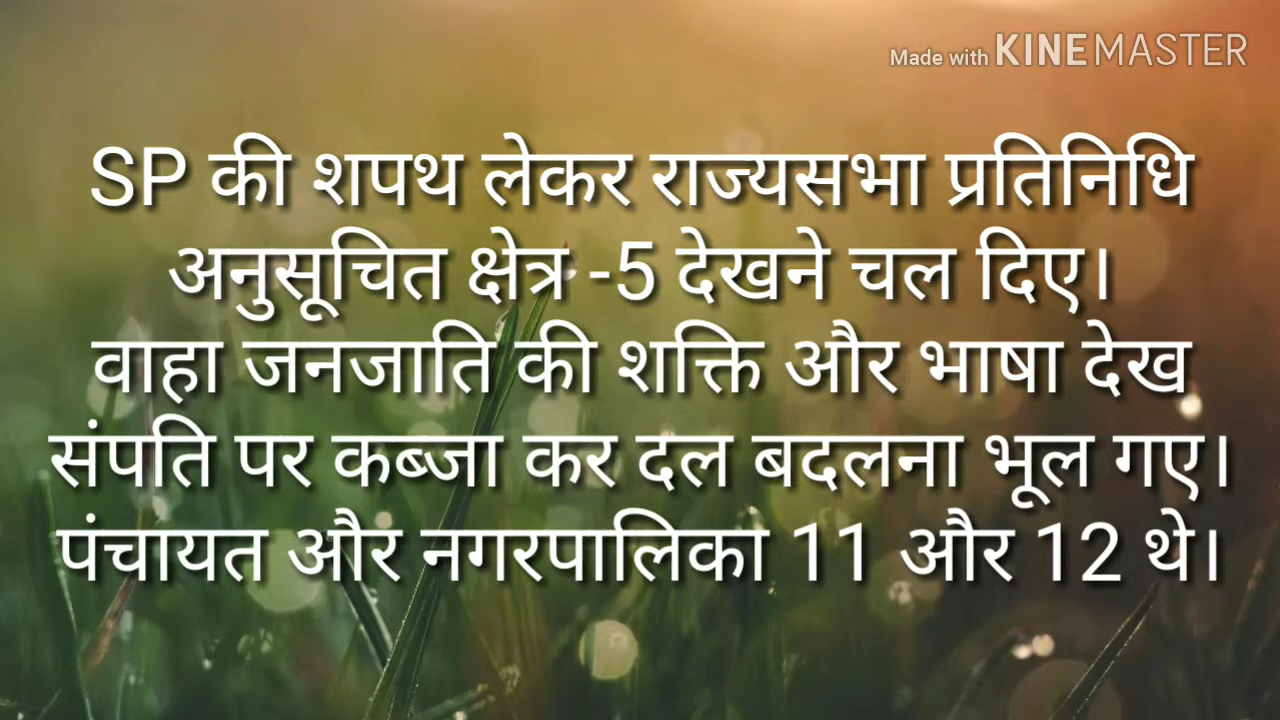 Made with KINEMASTER
SP की शपथ लेकर राज्यसभा प्रतिनिधि
अनुसूचित क्षेत्र -5 देखने चल दिए।
वाहा जनजाति की शक्ति और भाषा देख
संपति पर कब्जा कर दल बदलना भूल गए।
पंचायत और नगरपालिका 11 और 12 थे।